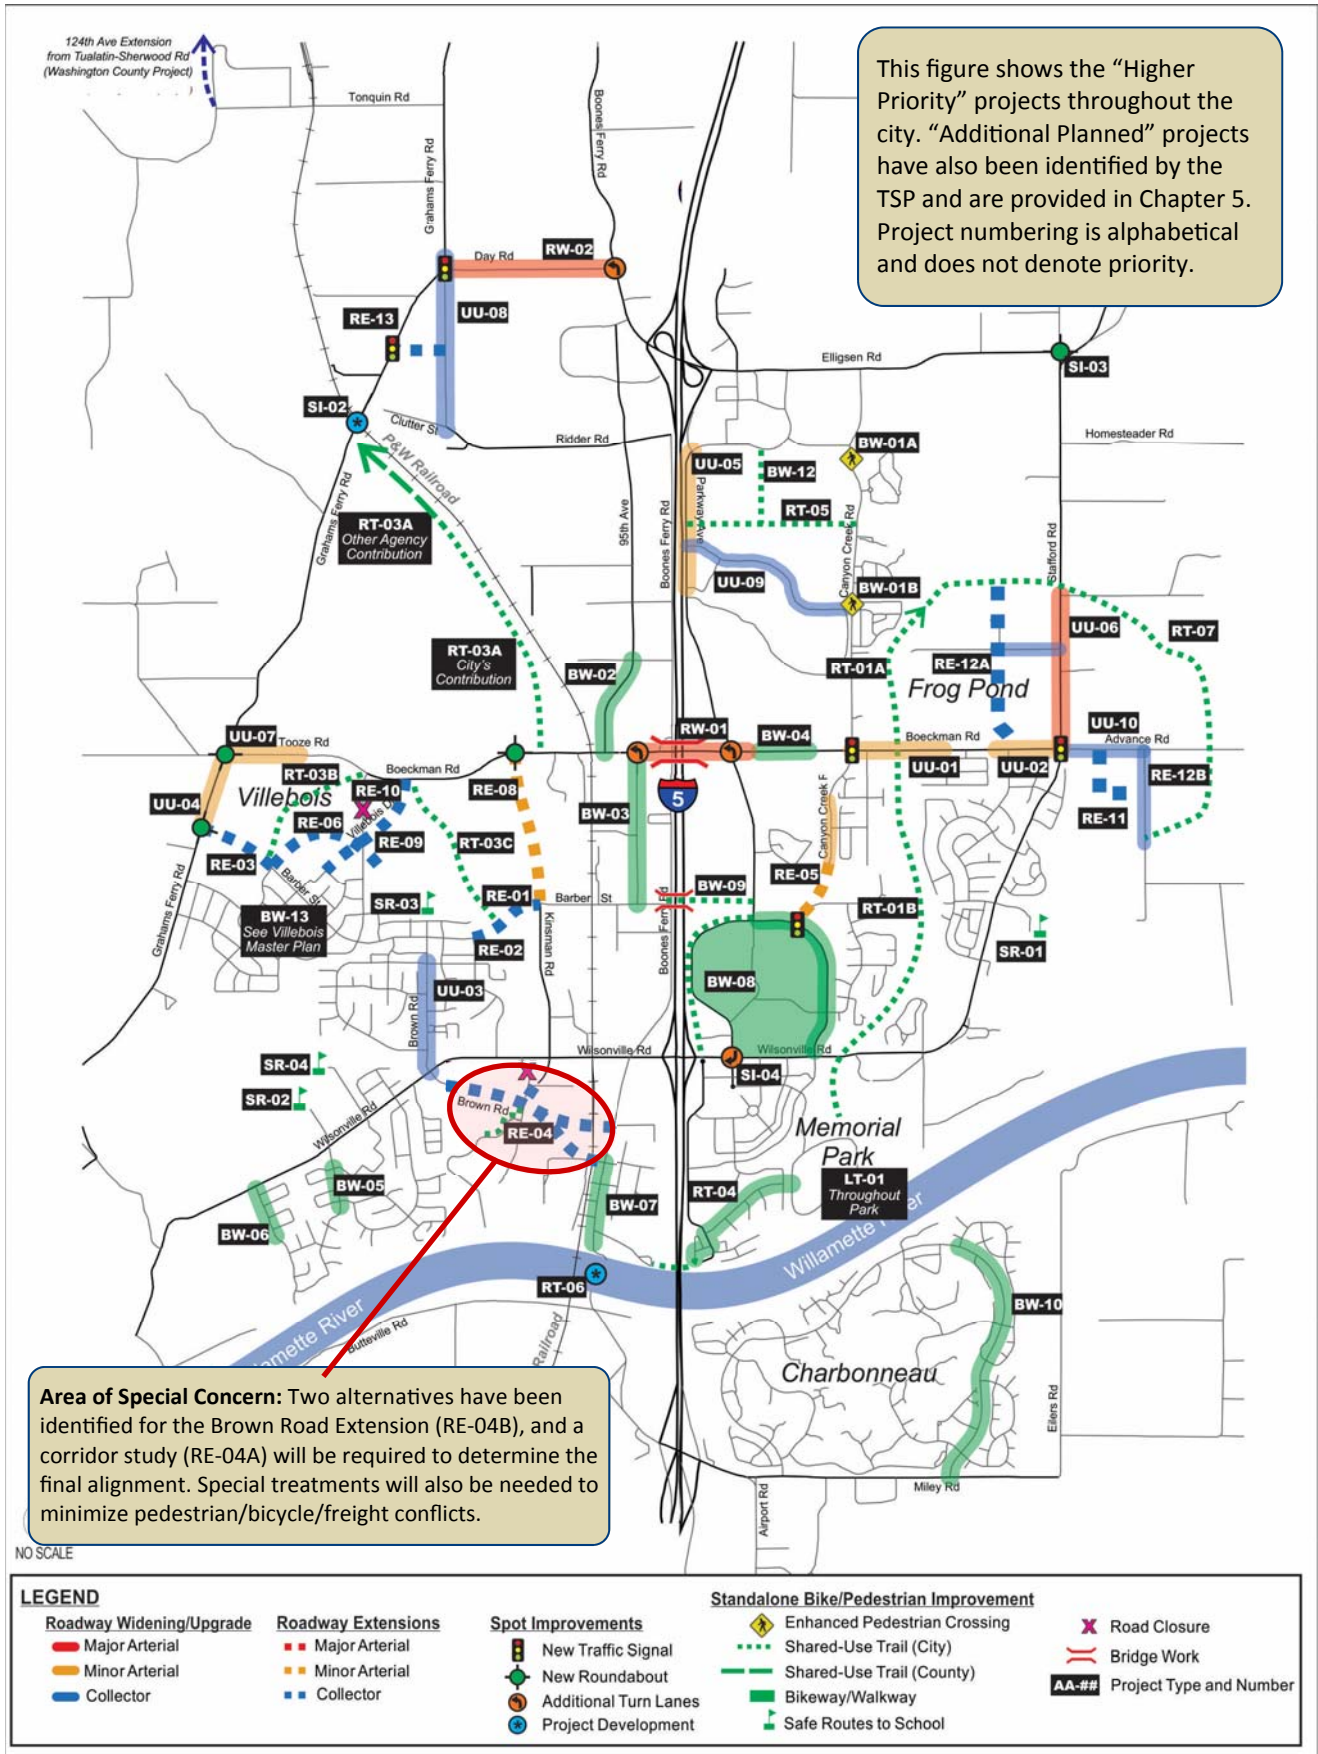 124th Ave Extension
from Tualatin-Sherwood Rd
(Washington County Project)
This figure shows the “Higher
Priority” projects throughout the
city. “Additional Planned” projects
have also been identified by the
TSP and are provided in Chapter 5.
Project numbering is alphabetical
and does not denote priority.
Tonquin Rd
Grahams Ferry Rd
Boones Ferry Rd
RW-02
Day Rd
UU-08
RE-13
Elligsen Rd
SI-03
SI-02
Clutter St
P&W Railroad
Ridder Rd
Homesteader Rd
BW-01A
UU-05
BW-12
Parkway Ave
RT-05
Grahams Ferry Rd
RT-03A
Other Agency
Contribution
95th Ave
Boones Ferry Rd
Canyon Creek Rd
Stafford Rd
UU-09
BW-01B
UU-06
RT-07
RT-03A
City's
Contribution
BW-02
RT-01A
RE-12A
Frog Pond
UU-07
Tooze Rd
RW-01
BW-04
Boeckman Rd
UU-10
Advance Rd
RT-03B
Boeckman Rd
RE-10
RE-08
UU-01
UU-02
RE-12B
UU-04
Villebois
Villebois Dr
RE-06
5
BW-03
Canyon Creek
RE-11
RE-09
RT-03C
RE-03
Barber St
RE-05
BW-09
SR-03
RE-01
Barber St
RT-01B
BW-13
See Villebois
Master Plan
Grahams Ferry Rd
RE-02
Kinsman Rd
Boones Ferry Rd
SR-01
UU-03
BW-08
Brown Rd
Wilsonville Rd
Wilsonville Rd
SR-04
SI-04
SR-02
Brown Rd
RE-04
Wilsonville Rd
Memorial
Park
LT-01
Throughout
Park
BW-05
BW-07
RT-04
BW-06
Willamette River
RT-06
BW-10
Willamette River
Butteville Rd
Railroad
Charbonneau
Eilers Rd
Area of Special Concern: Two alternatives have been
identified for the Brown Road Extension (RE-04B), and a
corridor study (RE-04A) will be required to determine the
final alignment. Special treatments will also be needed to
minimize pedestrian/bicycle/freight conflicts.
Miley Rd
Airport Rd
NO SCALE
LEGEND
Roadway Widening/Upgrade
Major Arterial
Minor Arterial
Collector
Roadway Extensions
Major Arterial
Minor Arterial
Collector
Spot Improvements
New Traffic Signal
New Roundabout
Additional Turn Lanes
Project Development
Standalone Bike/Pedestrian Improvement
Enhanced Pedestrian Crossing
Shared-Use Trail (City)
Shared-Use Trail (County)
Bikeway/Walkway
Safe Routes to School
X Road Closure
Bridge Work
AA-## Project Type and Number